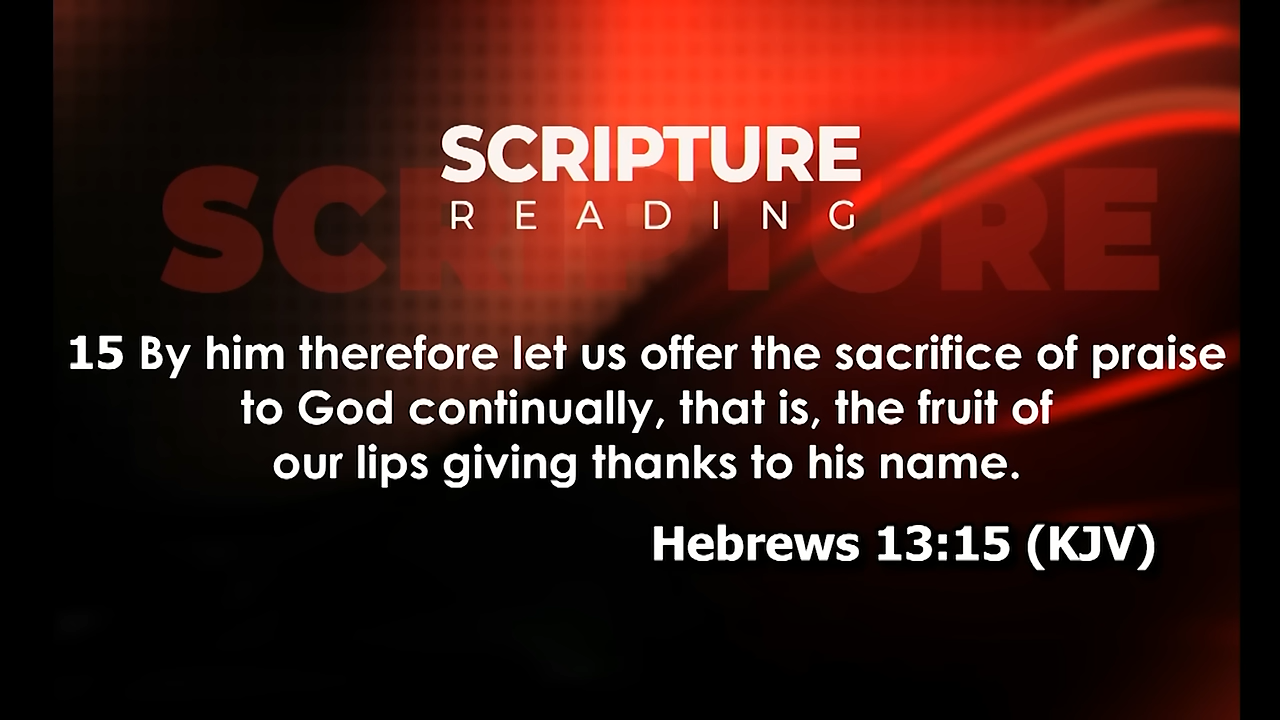 SCRIPTURE
READING
SCRIPTURE
15 By him therefore let us offer the sacrifice of praise
to God continually, that is, the fruit of
our lips giving thanks to his name.
Hebrews 13:15 (KJV)